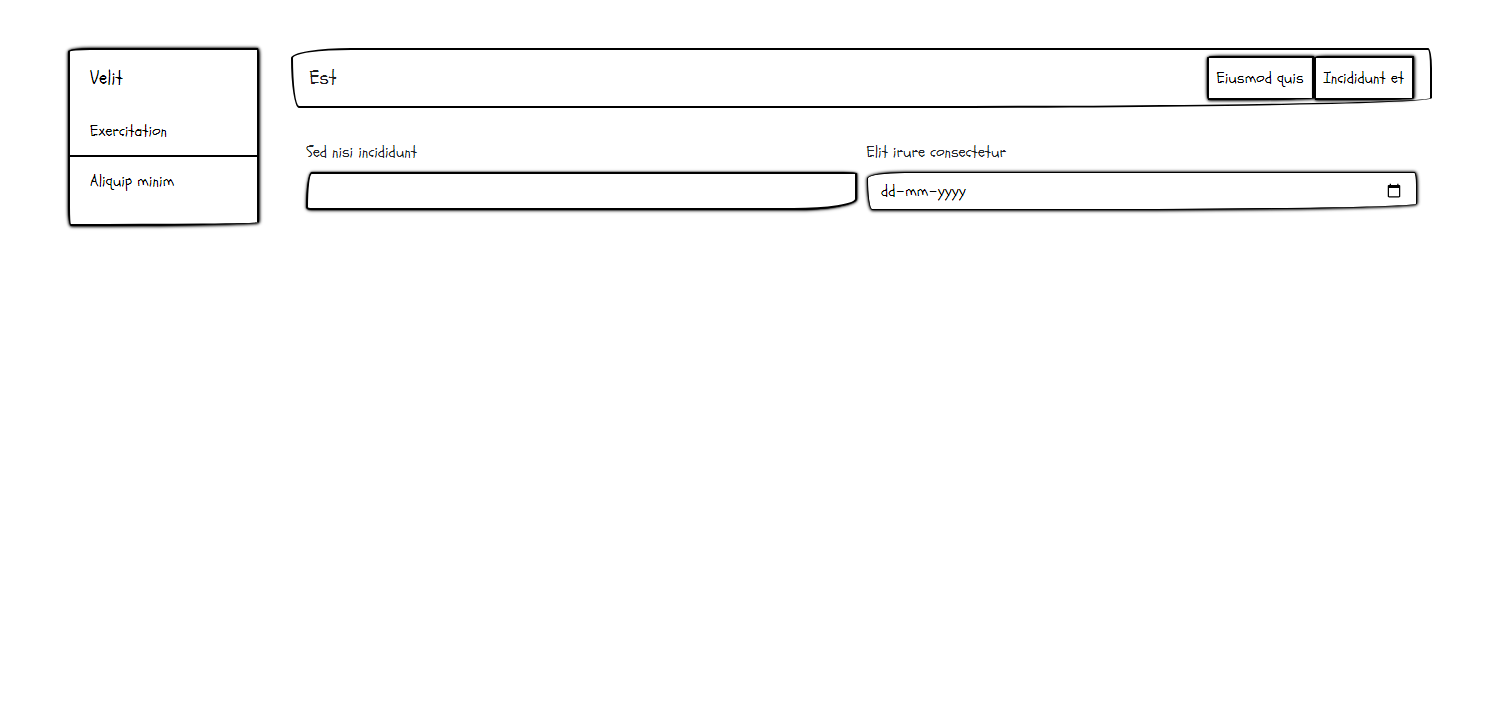 Velit
Exercitation
Aliquip minim
Est
Eiusmod quis
Incididunt et
Sed nisi incididunt
Elit irure consectetur
dd-mm-yyyy